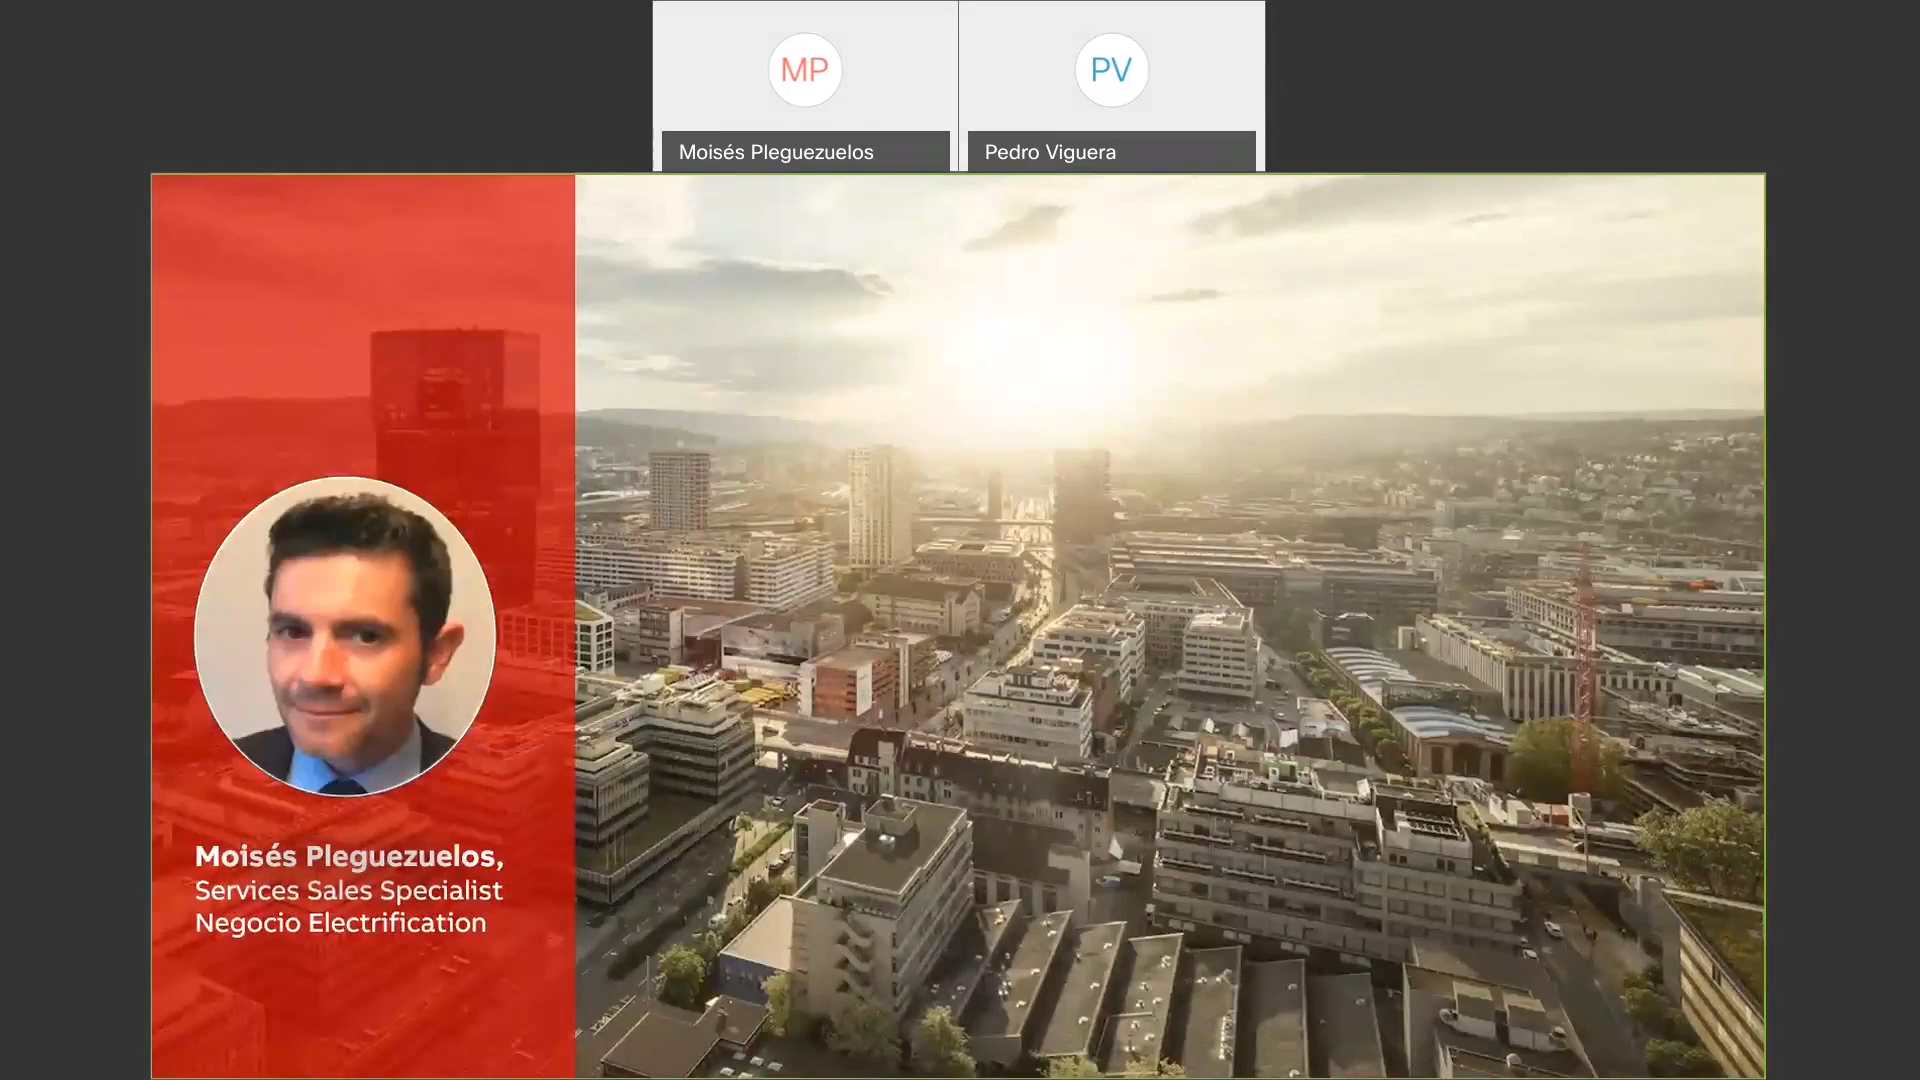 MP
PV
Moisés Pleguezuelos
Pedro Viguera
Moisés Pleguezuelos,
Services Sales Specialist
Negocio Electrification